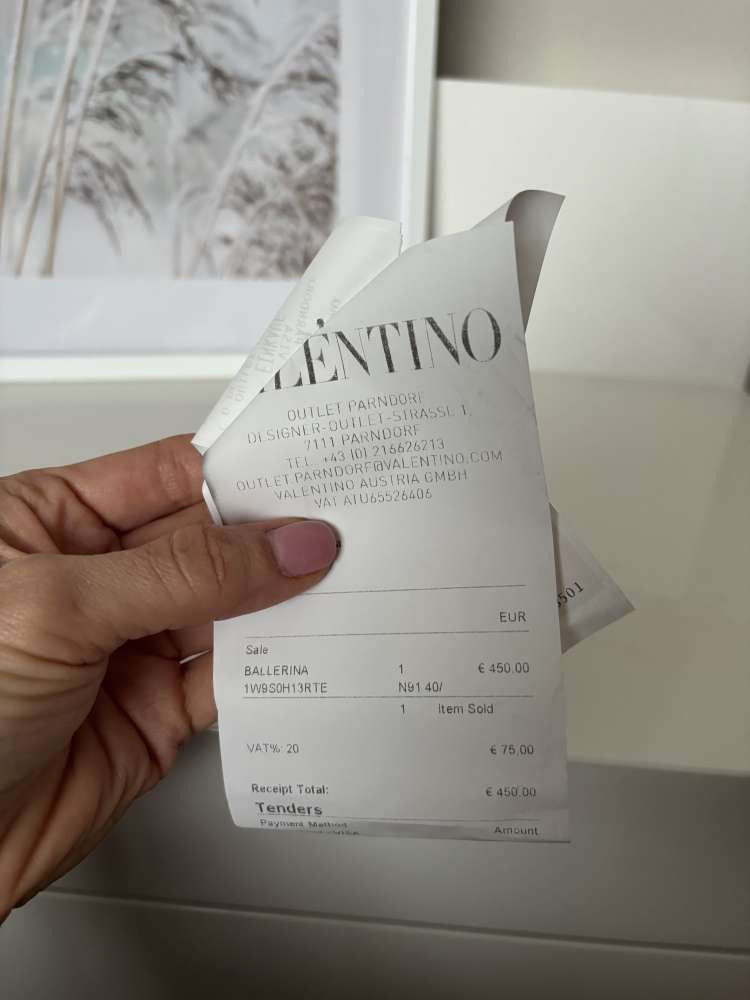 VALENTINO
OUTLET PARNDORF
DESIGNER-OUTLET-STRASSE 1,
7111 PARNDORF
TEL. +43 (0) 216626213
OUTLET.PARNDORF@VALENTINO.COM
VALENTINO AUSTRIA GMBH
VAT ATU65526406
EUR
Sale
BALLERINA 1 € 450.00
1W9S0H13RTE N91 40/
1 Item Sold
VAT%: 20 € 75,00
Receipt Total: € 450,00
Tenders
Payment Method Amount
VISA